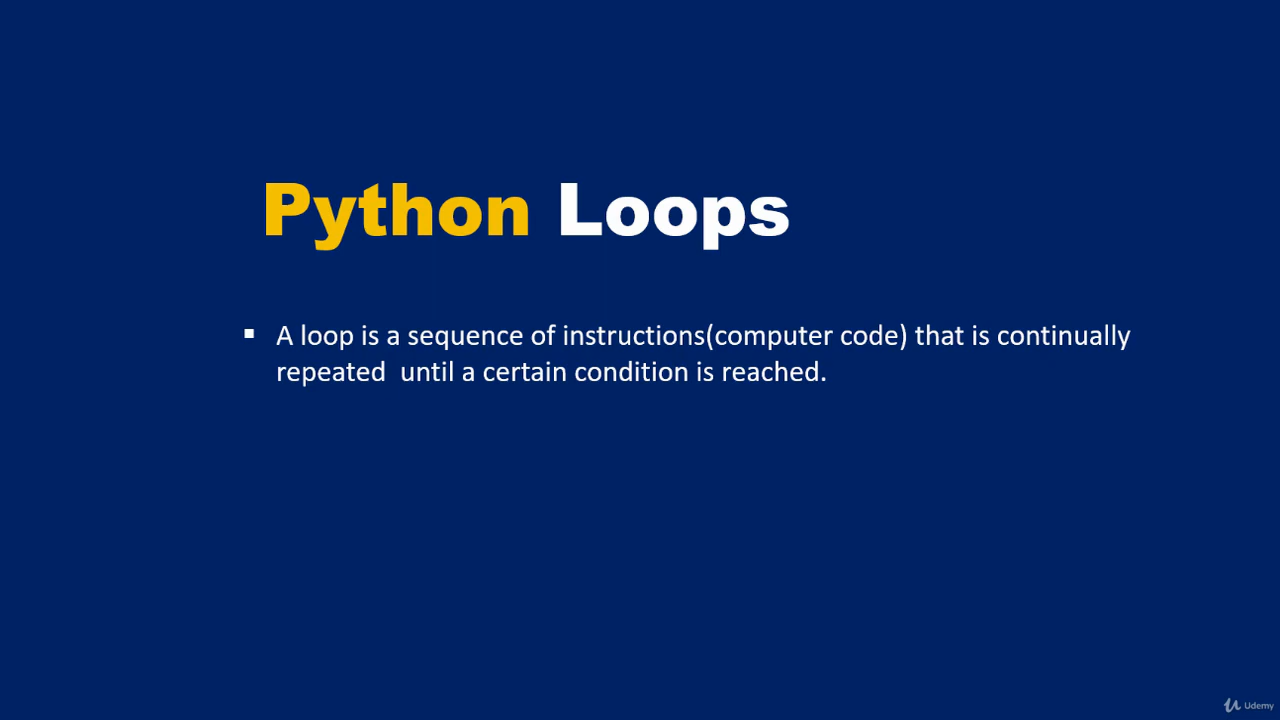 Python Loops
▪ A loop is a sequence of instructions(computer code) that is continually
repeated  until a certain condition is reached.
Udemy